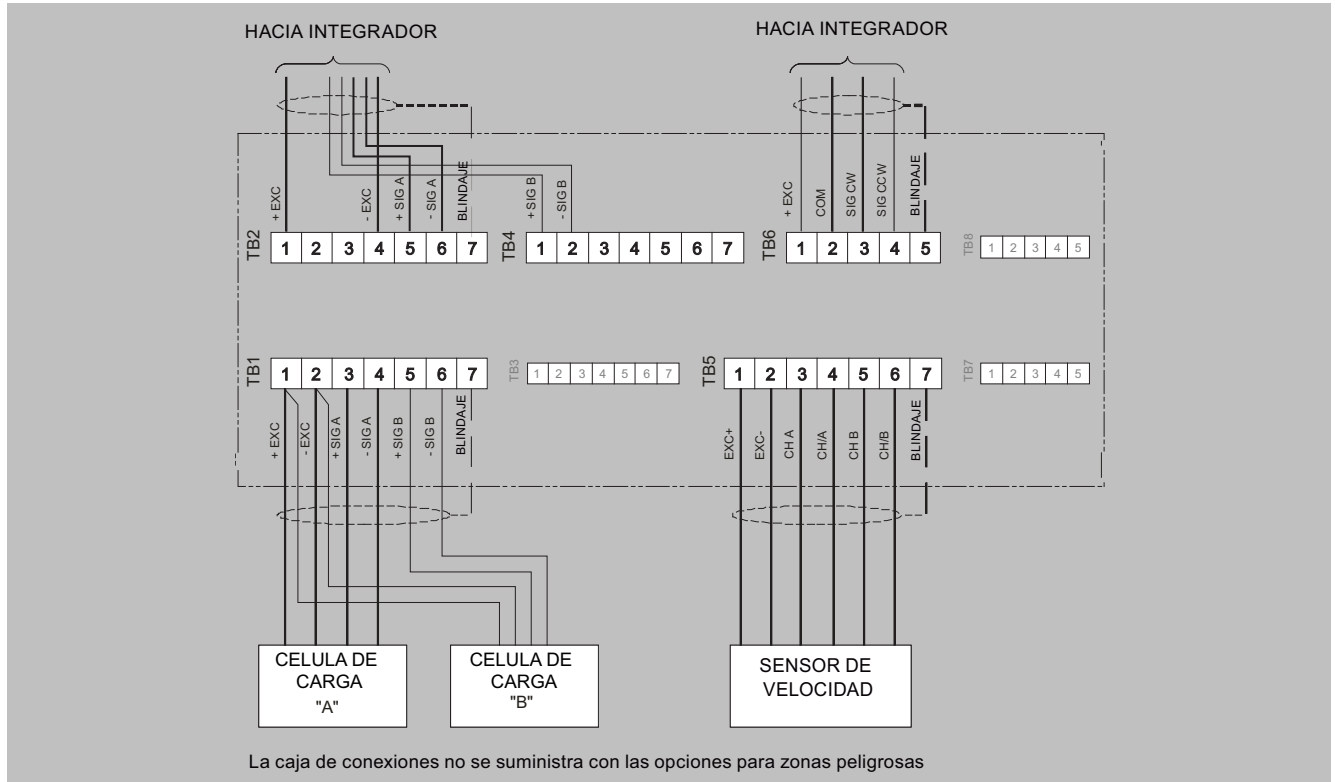 HACIA INTEGRADOR
HACIA INTEGRADOR
+ EXC
- EXC
+ SIG A
- SIG A
BLINDAJE
+ SIG B
- SIG B
+ EXC
COM
SIG CW
SIG CCW
BLINDAJE
TB2
1 2 3 4 5 6 7
TB4
1 2 3 4 5 6 7
TB6
1 2 3 4 5
TB8
1 2 3 4 5
TB1
1 2 3 4 5 6 7
TB3
1 2 3 4 5 6 7
TB5
1 2 3 4 5 6 7
TB7
1 2 3 4 5
+ EXC
- EXC
+ SIG A
- SIG A
+ SIG B
- SIG B
BLINDAJE
EXC+
EXC-
CH A
CH/A
CH B
CH/B
BLINDAJE
CELULA DE
CARGA
"A"
CELULA DE
CARGA
"B"
SENSOR DE
VELOCIDAD
La caja de conexiones no se suministra con las opciones para zonas peligrosas